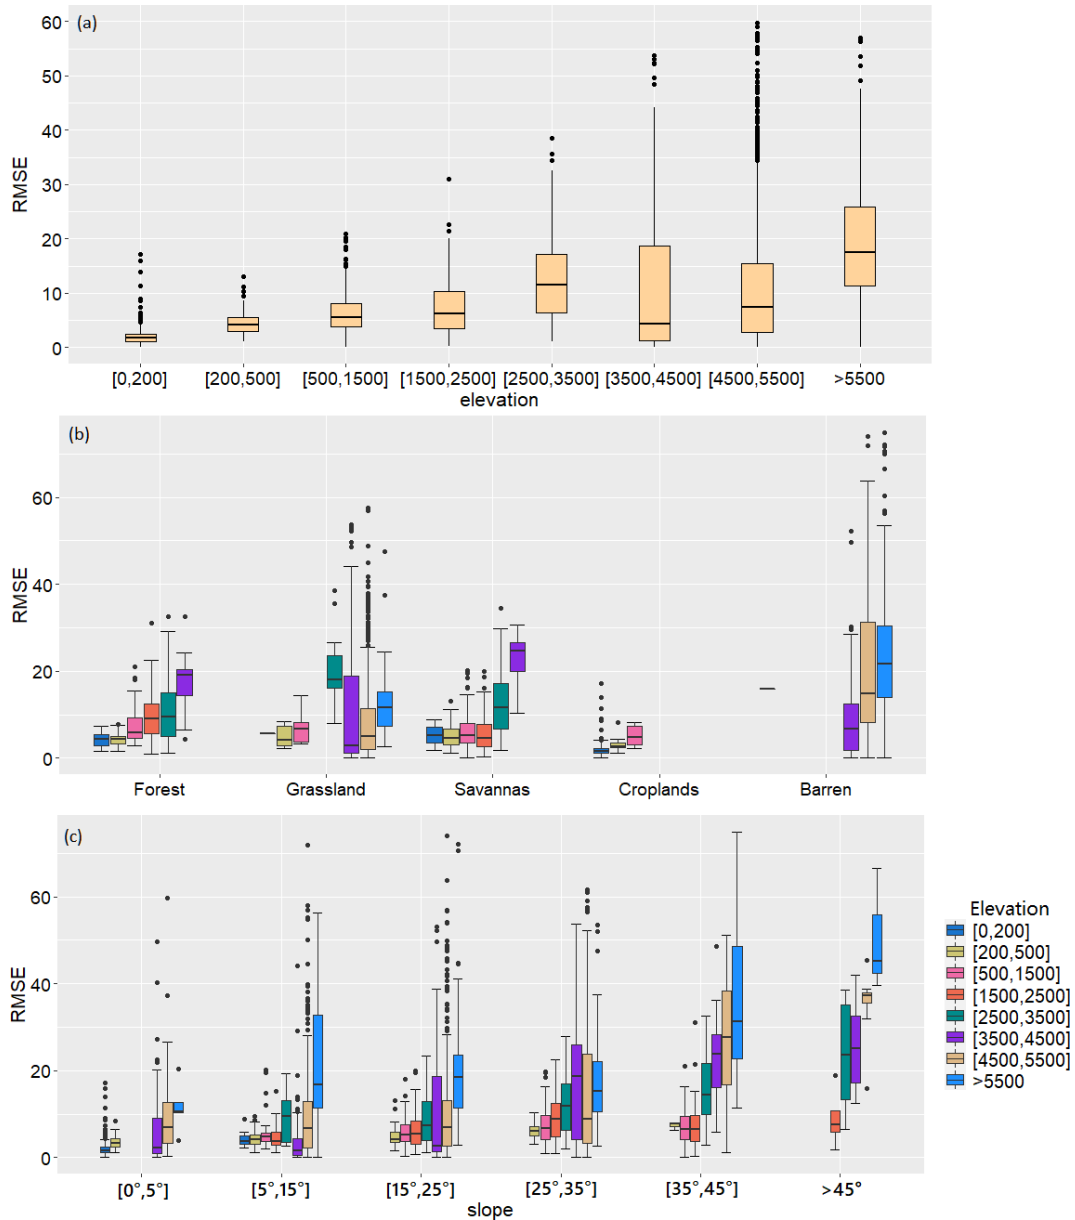 (a)
60
50
40
30
20
10
0
RMSE
[0,200] [200,500] [500,1500] [1500,2500] [2500,3500] [3500,4500] [4500,5500] >5500
elevation
(b)
60
40
20
0
RMSE
Forest Grassland Savannas Croplands Barren
(c)
60
40
20
0
RMSE
[0°,5°] [5°,15°] [15°,25°] [25°,35°] [35°,45°] >45°
slope
Elevation
[0,200]
[200,500]
[500,1500]
[1500,2500]
[2500,3500]
[3500,4500]
[4500,5500]
>5500